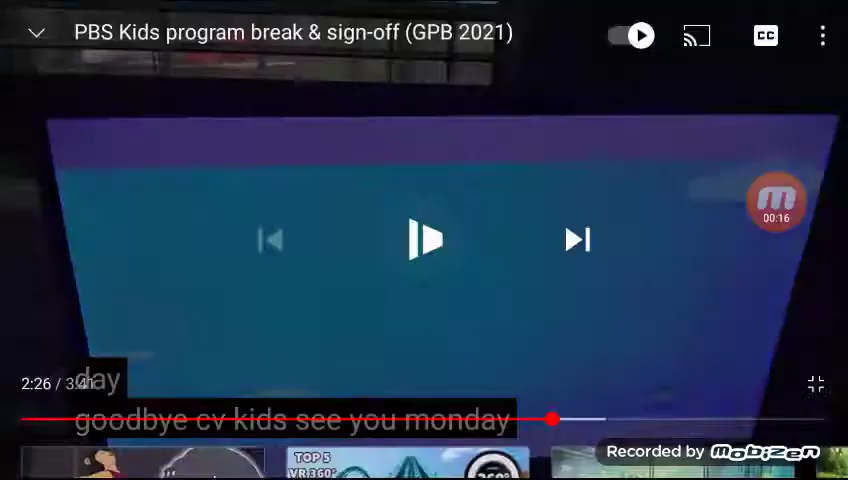 PBS Kids program break & sign-off (GPB 2021)
CC
00:16
day
2:26 / 3:41
goodbye cv kids see you monday
TOP 5
VR 360°
360°
Recorded by mobizen